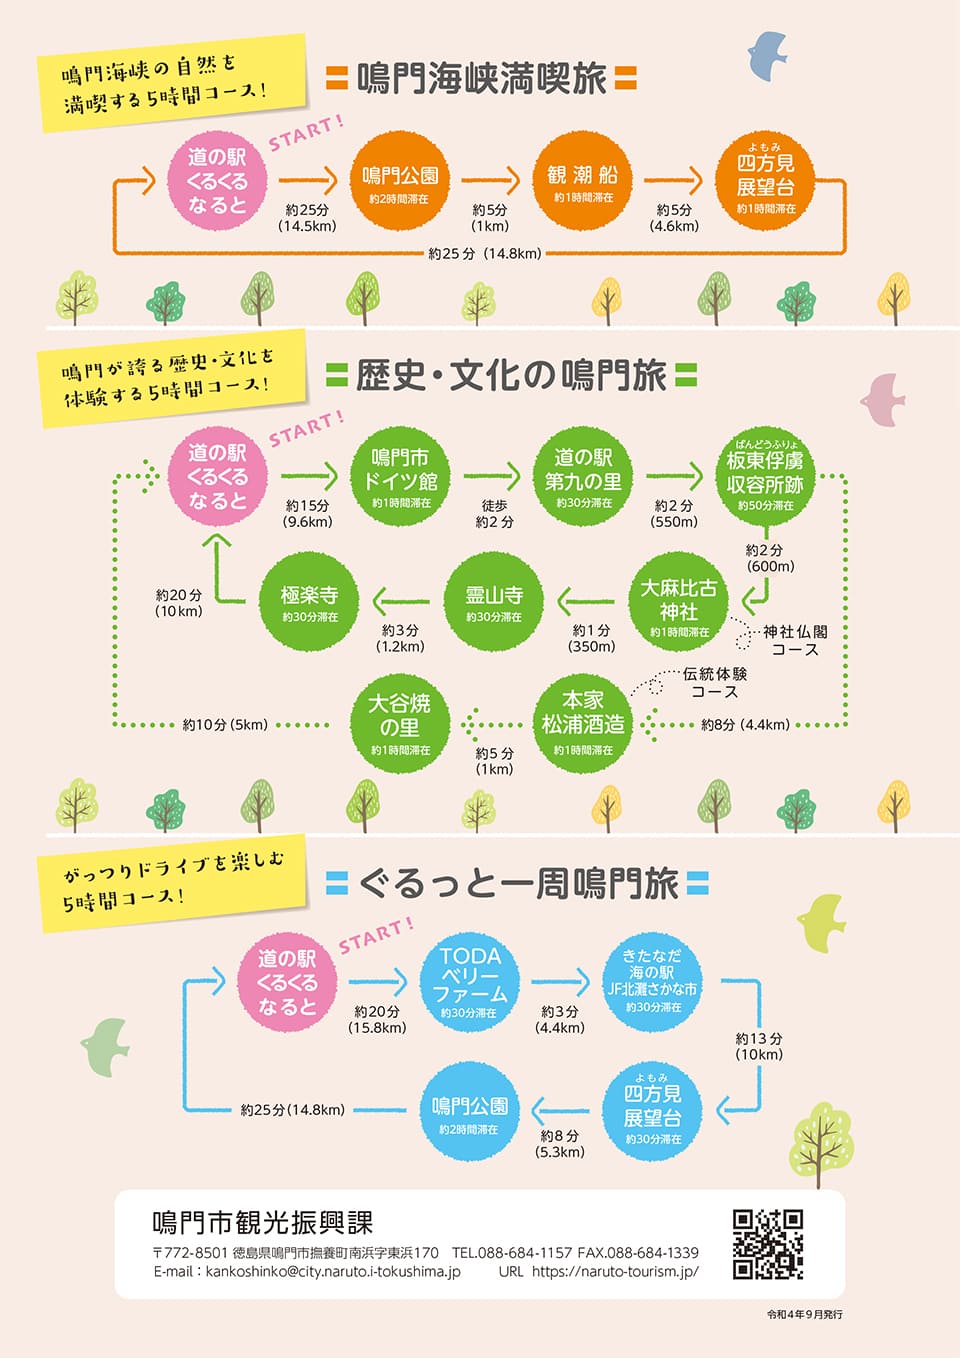 鳴門海峡の自然を
満喫する5時間コース!
鳴門海峡満喫旅
START!
道の駅
くるくる
なると
約25分
(14.5km)
鳴門公園
約2時間滞在
約5分
(1km)
観潮船
約1時間滞在
約5分
(4.6km)
よもみ
四方見
展望台
約1時間滞在
約25分 (14.8km)
鳴門が誇る歴史・文化を
体験する5時間コース!
歴史・文化の鳴門旅
START!
道の駅
くるくる
なると
約15分
(9.6km)
鳴門市
ドイツ館
約1時間滞在
徒歩
約2分
道の駅
第九の里
約30分滞在
約2分
(550m)
ばんどうふりょ
板東俘虜
収容所跡
約50分滞在
約2分
(600m)
大麻比古
神社
約1時間滞在
神社仏閣
コース
約1分
(350m)
霊山寺
約30分滞在
約3分
(1.2km)
極楽寺
約30分滞在
約20分
(10km)
伝統体験
コース
約8分 (4.4km)
本家
松浦酒造
約1時間滞在
約5分
(1km)
大谷焼
の里
約1時間滞在
約10分(5km)
がっつりドライブを楽しむ
5時間コース!
ぐるっと一周鳴門旅
START!
道の駅
くるくる
なると
約20分
(15.8km)
TODA
ベリー
ファーム
約30分滞在
約3分
(4.4km)
きたなだ
海の駅
JF北灘さかな市
約30分滞在
約13分
(10km)
よもみ
四方見
展望台
約30分滞在
約8分
(5.3km)
鳴門公園
約2時間滞在
約25分(14.8km)
鳴門市観光振興課
〒772-8501 徳島県鳴門市撫養町南浜字東浜170 TEL.088-684-1157 FAX.088-684-1339
E-mail:kankoshinko@city.naruto.i-tokushima.jp URL https://naruto-tourism.jp/
令和4年9月発行